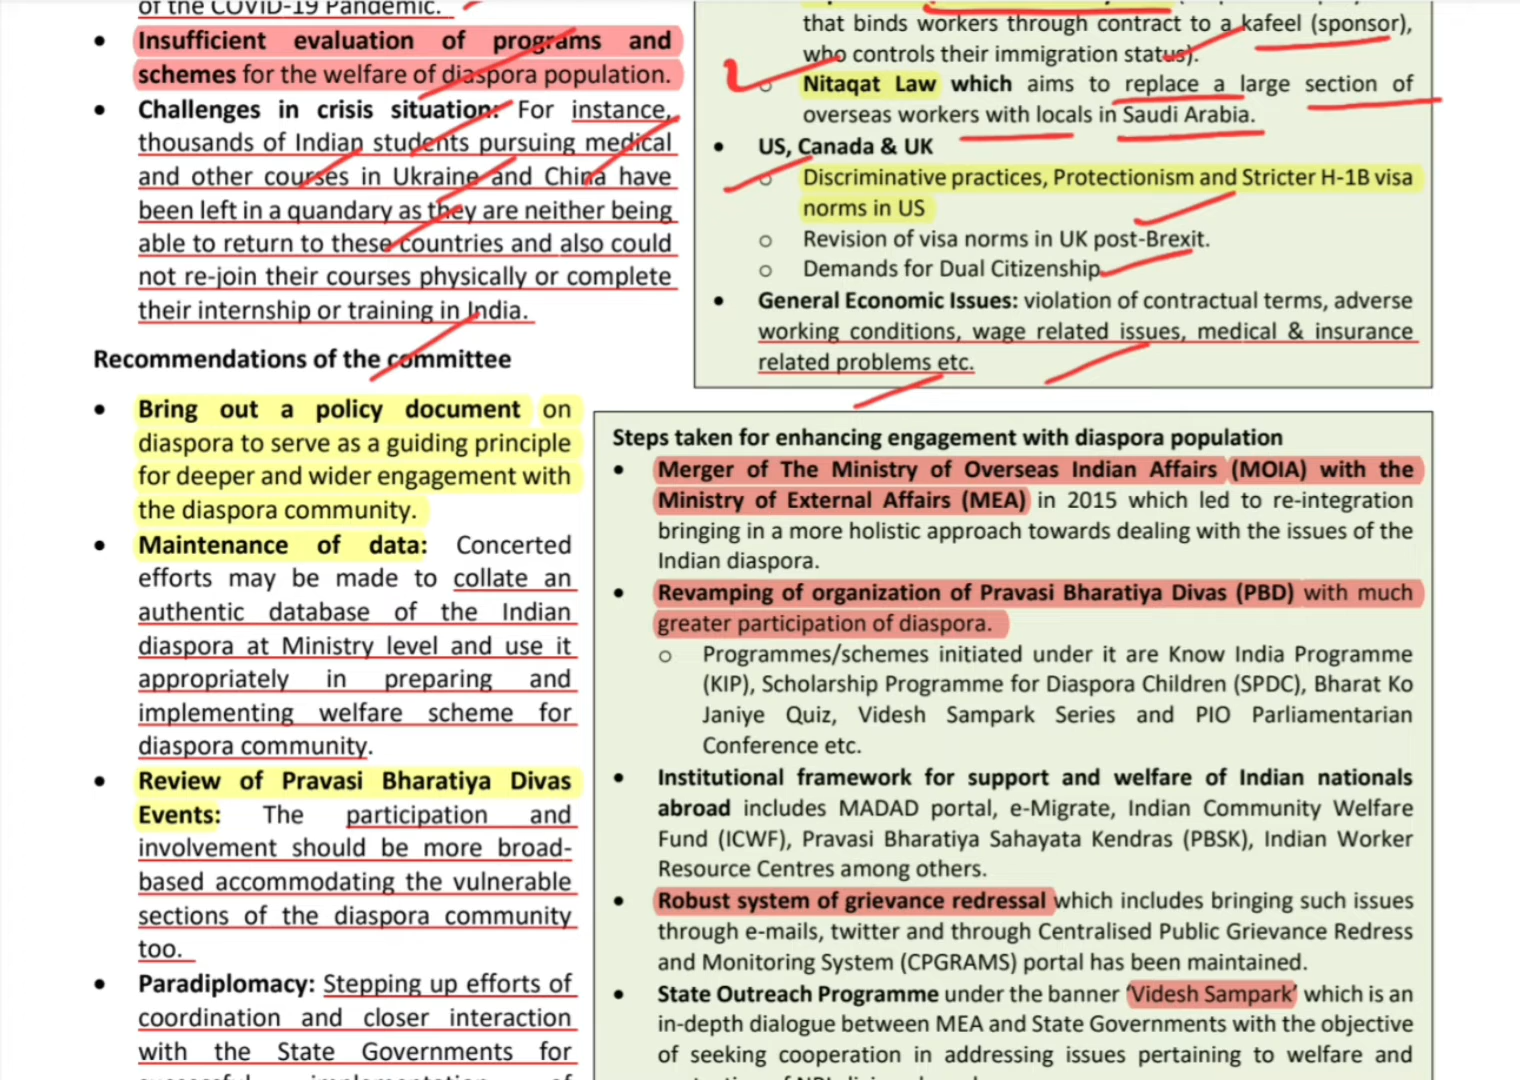 of the COVID-19 Pandemic.
• Insufficient evaluation of programs and
schemes for the welfare of diaspora population.
• Challenges in crisis situation: For instance,
thousands of Indian students pursuing medical
and other courses in Ukraine and China have
been left in a quandary as they are neither being
able to return to these countries and also could
not re-join their courses physically or complete
their internship or training in India.
Recommendations of the committee
• Bring out a policy document on
diaspora to serve as a guiding principle
for deeper and wider engagement with
the diaspora community.
• Maintenance of data: Concerted
efforts may be made to collate an
authentic database of the Indian
diaspora at Ministry level and use it
appropriately in preparing and
implementing welfare scheme for
diaspora community.
• Review of Pravasi Bharatiya Divas
Events: The participation and
involvement should be more broad-
based accommodating the vulnerable
sections of the diaspora community
too.
• Paradiplomacy: Stepping up efforts of
coordination and closer interaction
with the State Governments for
successful implementation of
that binds workers through contract to a kafeel (sponsor),
who controls their immigration status).
o Nitaqat Law which aims to replace a large section of
overseas workers with locals in Saudi Arabia.
• US, Canada & UK
o Discriminative practices, Protectionism and Stricter H-1B visa
norms in US
o Revision of visa norms in UK post-Brexit.
o Demands for Dual Citizenship
• General Economic Issues: violation of contractual terms, adverse
working conditions, wage related issues, medical & insurance
related problems etc.
Steps taken for enhancing engagement with diaspora population
• Merger of The Ministry of Overseas Indian Affairs (MOIA) with the
Ministry of External Affairs (MEA) in 2015 which led to re-integration
bringing in a more holistic approach towards dealing with the issues of the
Indian diaspora.
• Revamping of organization of Pravasi Bharatiya Divas (PBD) with much
greater participation of diaspora.
o Programmes/schemes initiated under it are Know India Programme
(KIP), Scholarship Programme for Diaspora Children (SPDC), Bharat Ko
Janiye Quiz, Videsh Sampark Series and PIO Parliamentarian
Conference etc.
• Institutional framework for support and welfare of Indian nationals
abroad includes MADAD portal, e-Migrate, Indian Community Welfare
Fund (ICWF), Pravasi Bharatiya Sahayata Kendras (PBSK), Indian Worker
Resource Centres among others.
• Robust system of grievance redressal which includes bringing such issues
through e-mails, twitter and through Centralised Public Grievance Redress
and Monitoring System (CPGRAMS) portal has been maintained.
• State Outreach Programme under the banner 'Videsh Sampark' which is an
in-depth dialogue between MEA and State Governments with the objective
of seeking cooperation in addressing issues pertaining to welfare and